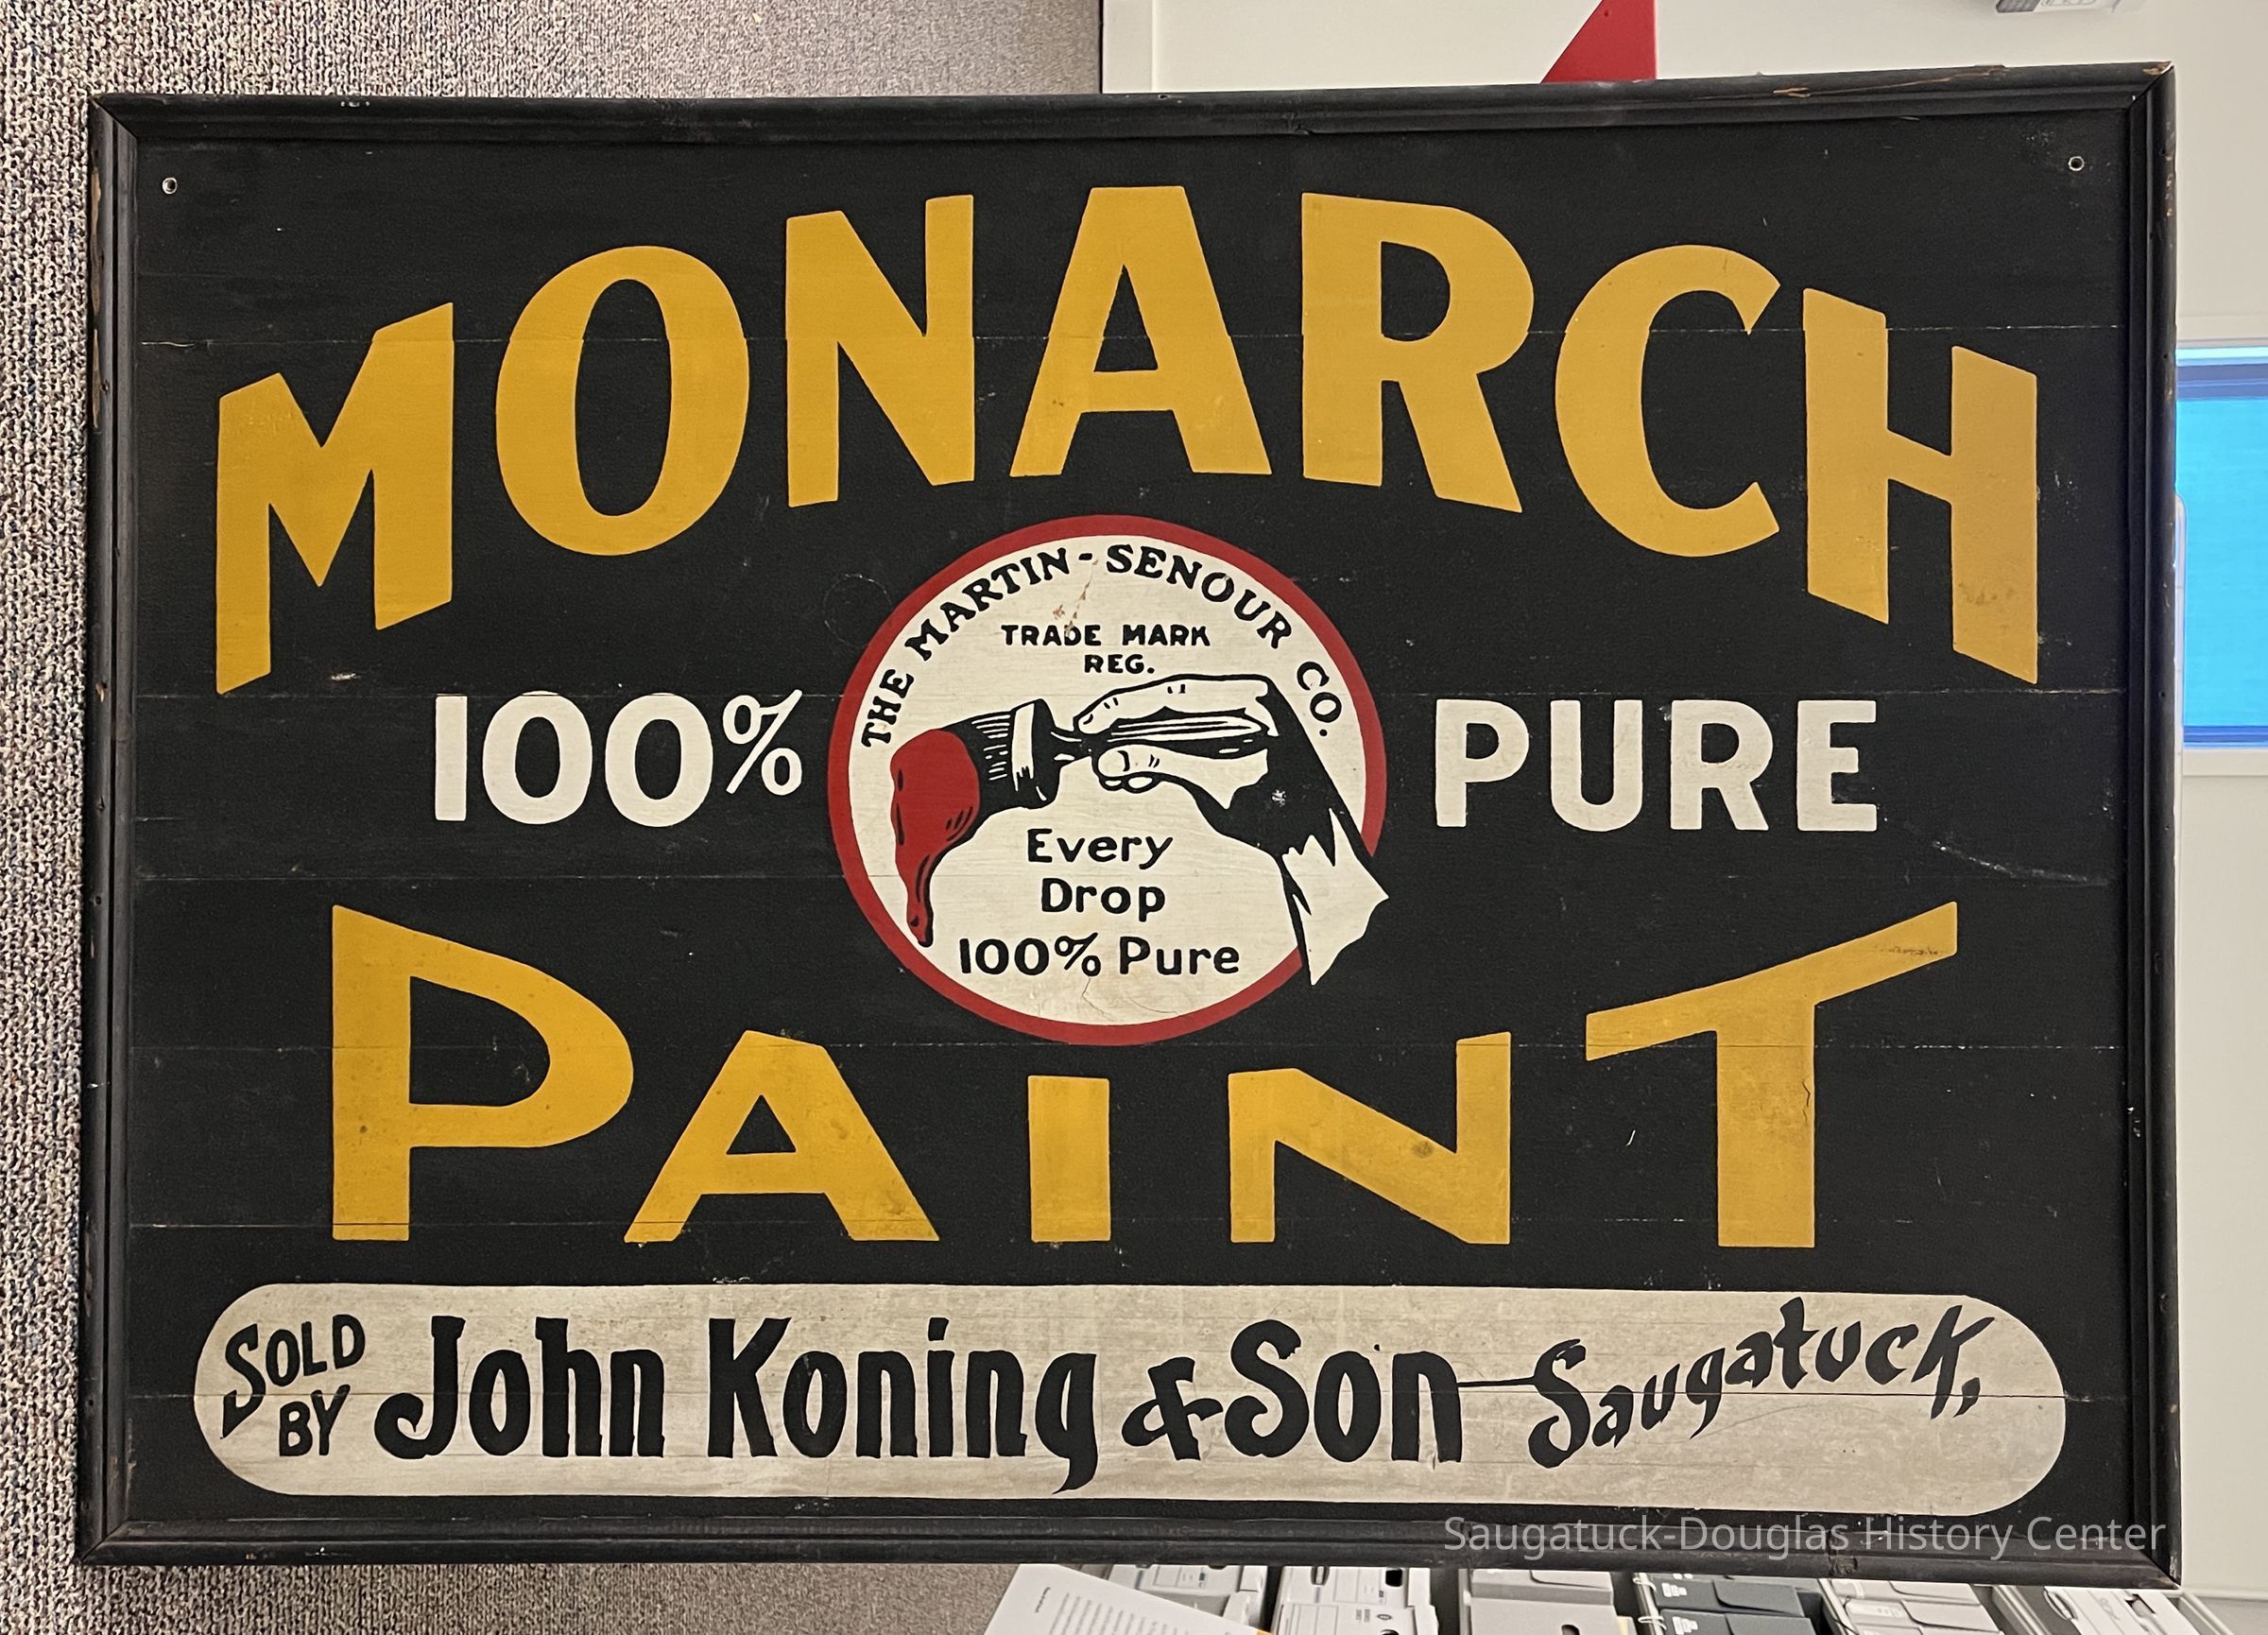 MONARCH
THE MARTIN-SENOUR CO.
TRADE MARK
REG.
100% PURE
Every
Drop
100% Pure
PAINT
SOLD
BY John Koning & Son - Saugatuck,
Saugatuck-Douglas History Center